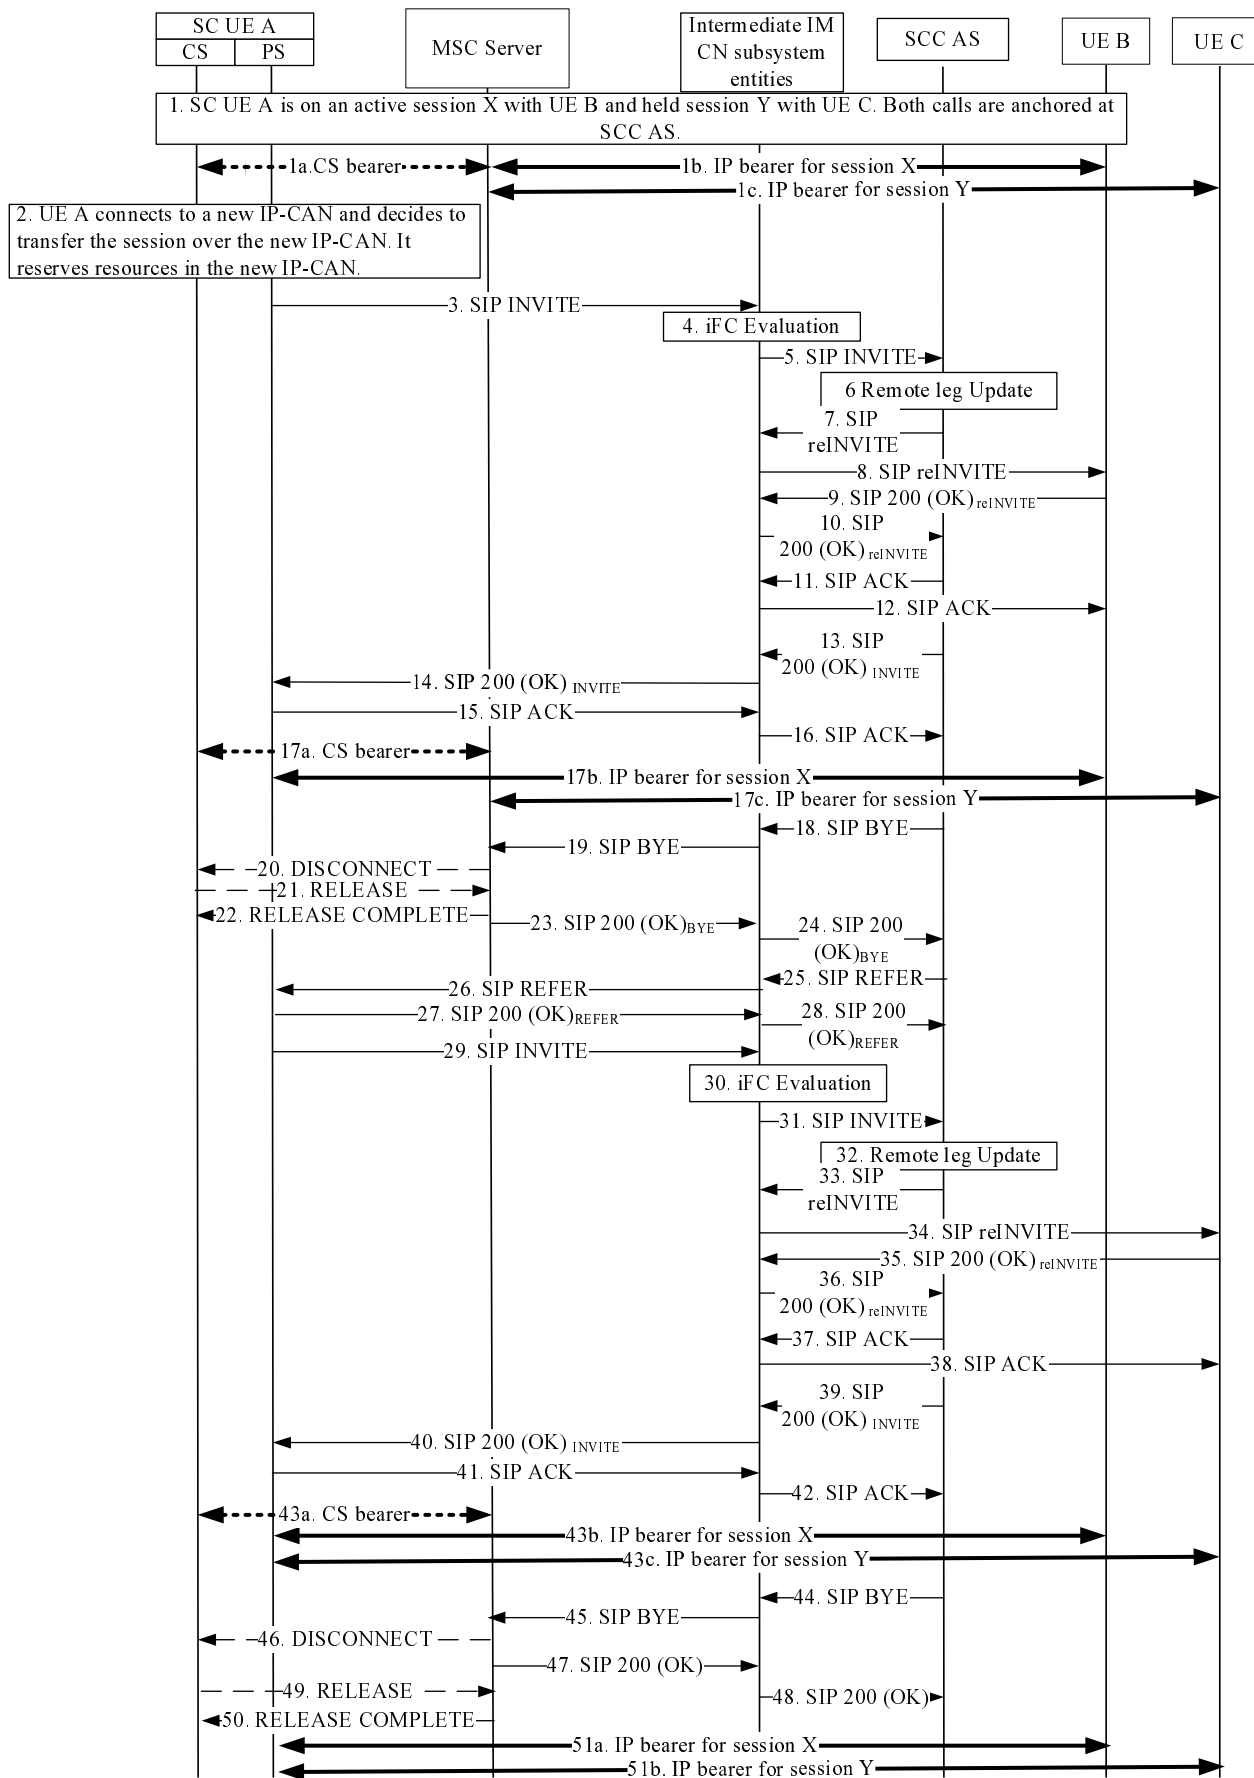 SC UE A
CS
PS
MSC Server
Intermediate IM
CN subsystem
entities
SCC AS
UE B
UE C
1. SC UE A is on an active session X with UE B and held session Y with UE C. Both calls are anchored at
SCC AS.
1a.CS bearer
1b. IP bearer for session X
1c. IP bearer for session Y
2. UE A connects to a new IP-CAN and decides to
transfer the session over the new IP-CAN. It
reserves resources in the new IP-CAN.
3. SIP INVITE
4. iFC Evaluation
5. SIP INVITE
6 Remote leg Update
7. SIP
reINVITE
8. SIP reINVITE
9. SIP 200 (OK) reINVITE
10. SIP
200 (OK) reINVITE
11. SIP ACK
12. SIP ACK
13. SIP
200 (OK) INVITE
14. SIP 200 (OK) INVITE
15. SIP ACK
16. SIP ACK
17a. CS bearer
17b. IP bearer for session X
17c. IP bearer for session Y
18. SIP BYE
19. SIP BYE
20. DISCONNECT
21. RELEASE
22. RELEASE COMPLETE
23. SIP 200 (OK)BYE
24. SIP 200
(OK)BYE
25. SIP REFER
26. SIP REFER
27. SIP 200 (OK)REFER
28. SIP 200
(OK)REFER
29. SIP INVITE
30. iFC Evaluation
31. SIP INVITE
32. Remote leg Update
33. SIP
reINVITE
34. SIP reINVITE
35. SIP 200 (OK) reINVITE
36. SIP
200 (OK) reINVITE
37. SIP ACK
38. SIP ACK
39. SIP
200 (OK) INVITE
40. SIP 200 (OK) INVITE
41. SIP ACK
42. SIP ACK
43a. CS bearer
43b. IP bearer for session X
43c. IP bearer for session Y
44. SIP BYE
45. SIP BYE
46. DISCONNECT
47. SIP 200 (OK)
49. RELEASE
48. SIP 200 (OK)
50. RELEASE COMPLETE
51a. IP bearer for session X
51b. IP bearer for session Y